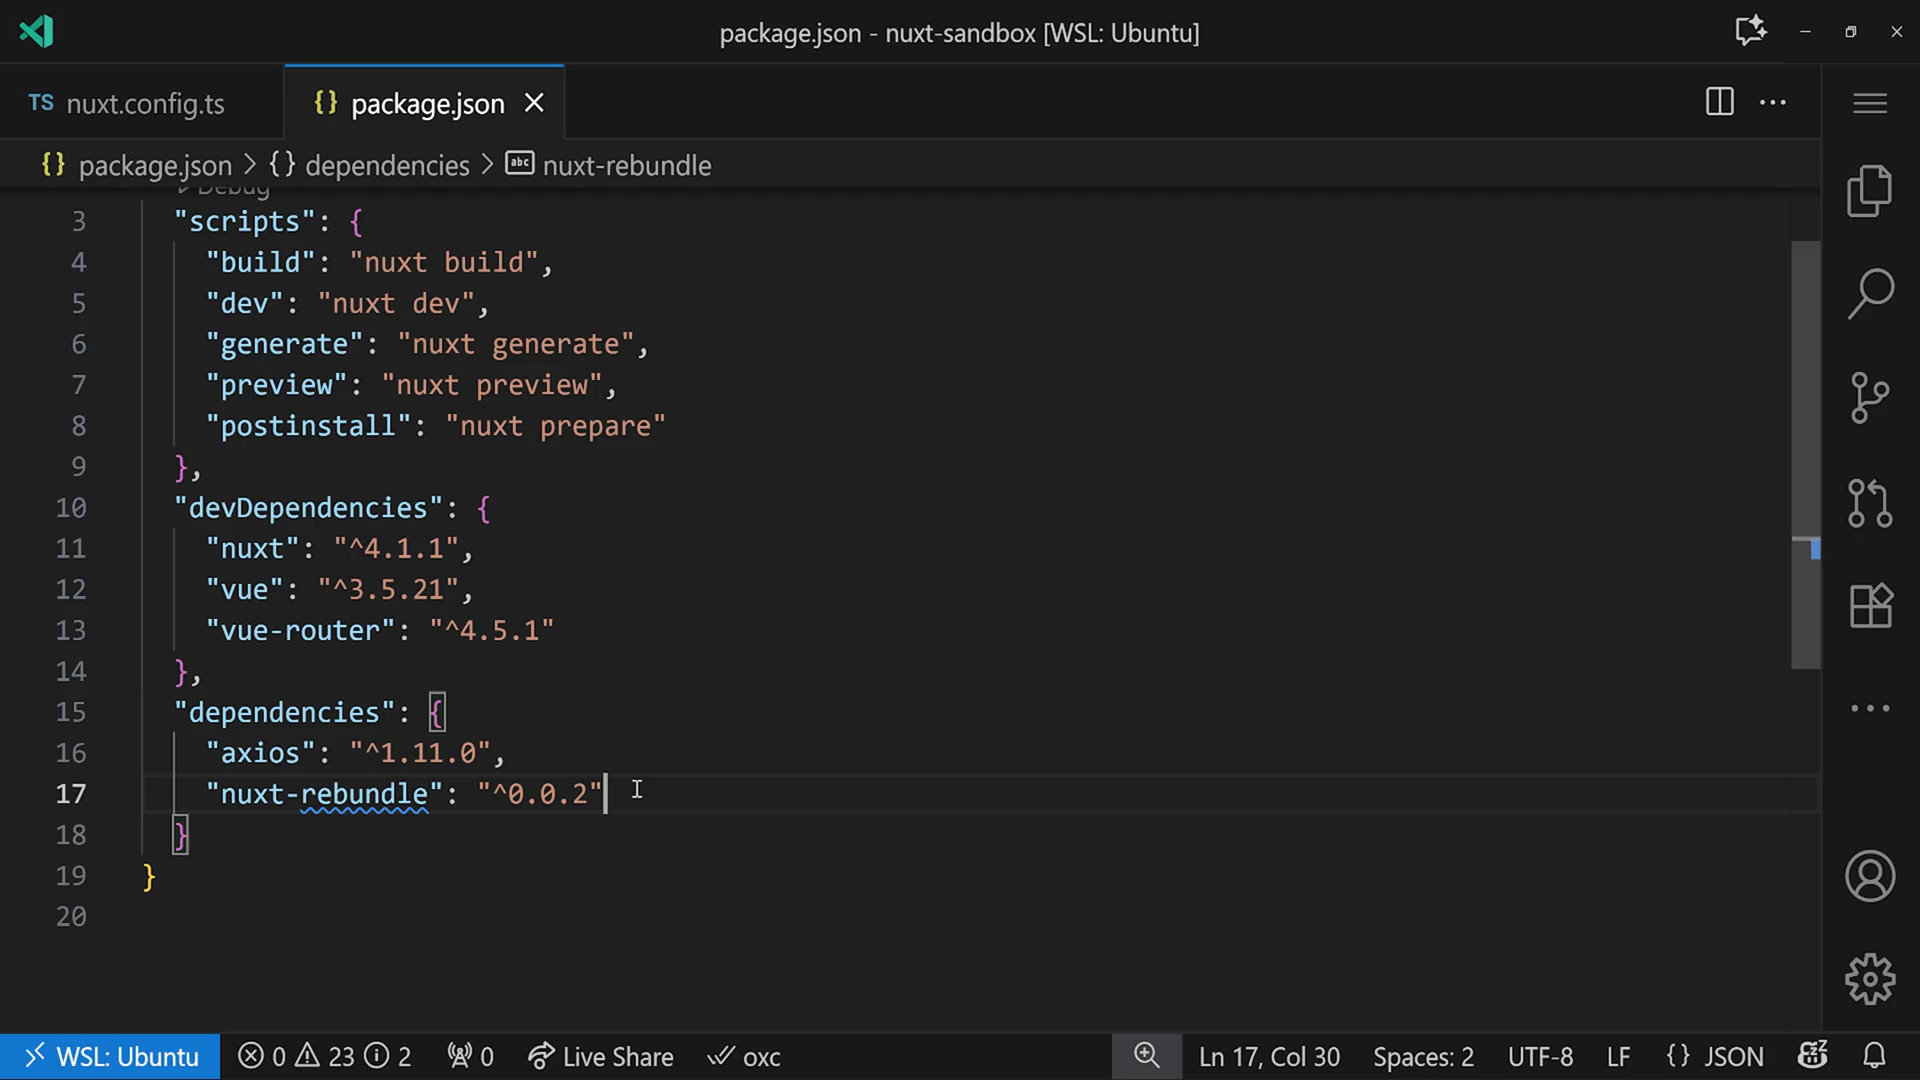 package.json - nuxt-sandbox [WSL: Ubuntu]
TS nuxt.config.ts
{} package.json
{} package.json > {} dependencies > abc nuxt-rebundle
Debug
3 "scripts": {
4 "build": "nuxt build",
5 "dev": "nuxt dev",
6 "generate": "nuxt generate",
7 "preview": "nuxt preview",
8 "postinstall": "nuxt prepare"
9 },
10 "devDependencies": {
11 "nuxt": "^4.1.1",
12 "vue": "^3.5.21",
13 "vue-router": "^4.5.1"
14 },
15 "dependencies": {
16 "axios": "^1.11.0",
17 "nuxt-rebundle": "^0.0.2"
18 }
19 }
20
WSL: Ubuntu 0 23 2 0 Live Share oxc Ln 17, Col 30 Spaces: 2 UTF-8 LF {} JSON